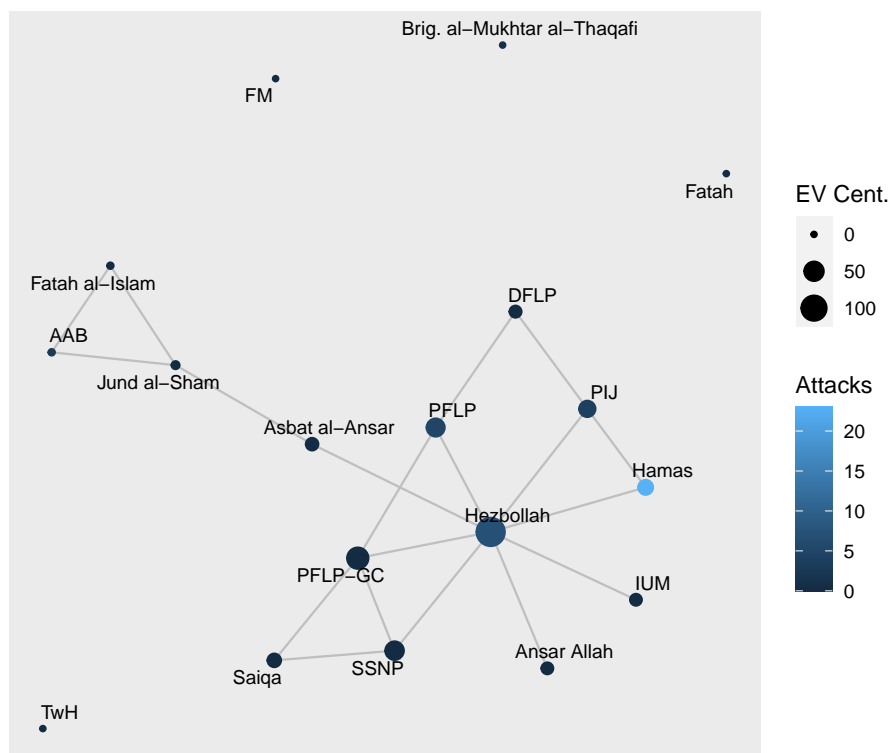 Brig. al−Mukhtar al−Thaqafi
FM
Fatah
Fatah al−Islam
DFLP
AAB
Jund al−Sham
PIJ
PFLP
Asbat al−Ansar
Hamas
Hezbollah
PFLP−GC
IUM
Ansar Allah
SSNP
Saiqa
TwH
EV Cent.
0
50
100
Attacks
20
15
10
5
0